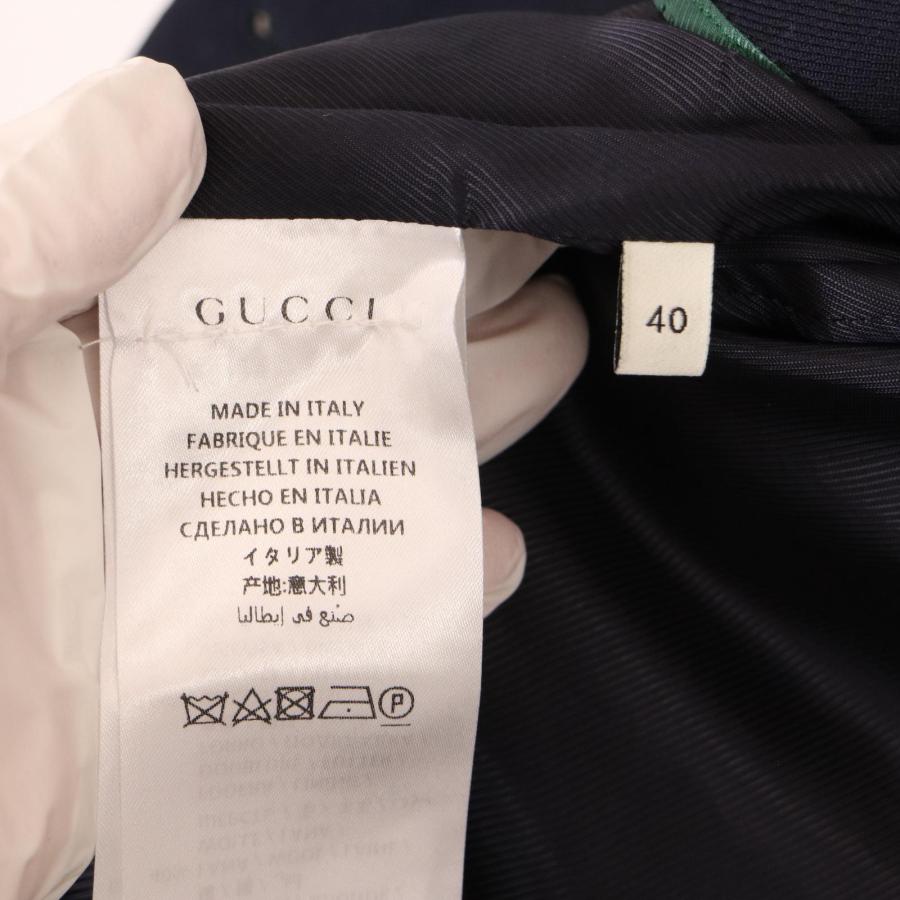 GUCCI
40
MADE IN ITALY
FABRIQUE EN ITALIE
HERGESTELLT IN ITALIEN
HECHO EN ITALIA
СДЕЛАНО В ИТАЛИИ
イタリア製
产地:意大利
صنع في إيطاليا
P